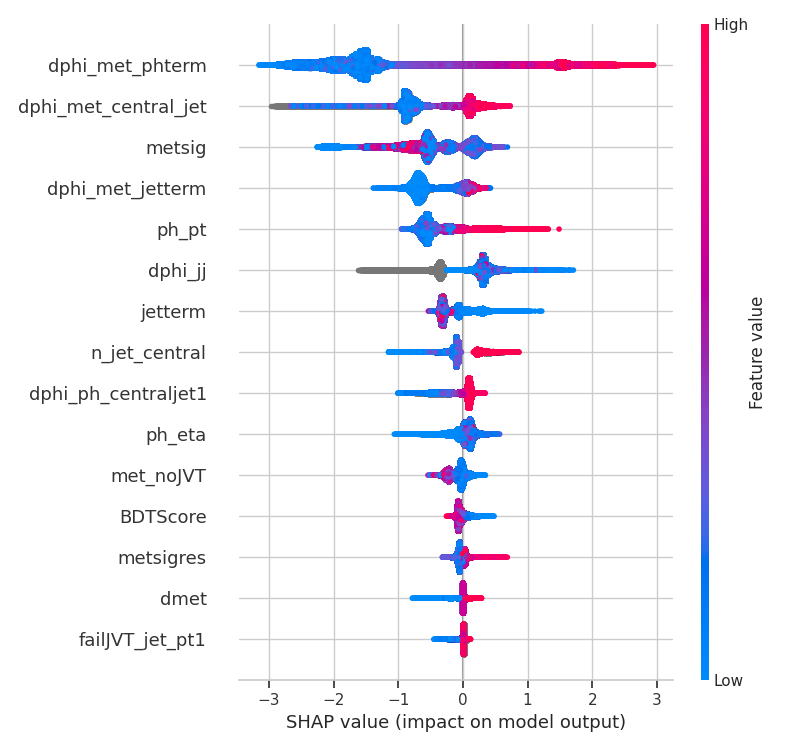 High
dphi_met_phterm
dphi_met_central_jet
metsig
dphi_met_jetterm
ph_pt
dphi_jj
jetterm
n_jet_central
dphi_ph_centraljet1
ph_eta
met_noJVT
BDTScore
metsigres
dmet
failJVT_jet_pt1
Feature value
Low
−3 −2 −1 0 1 2 3
SHAP value (impact on model output)